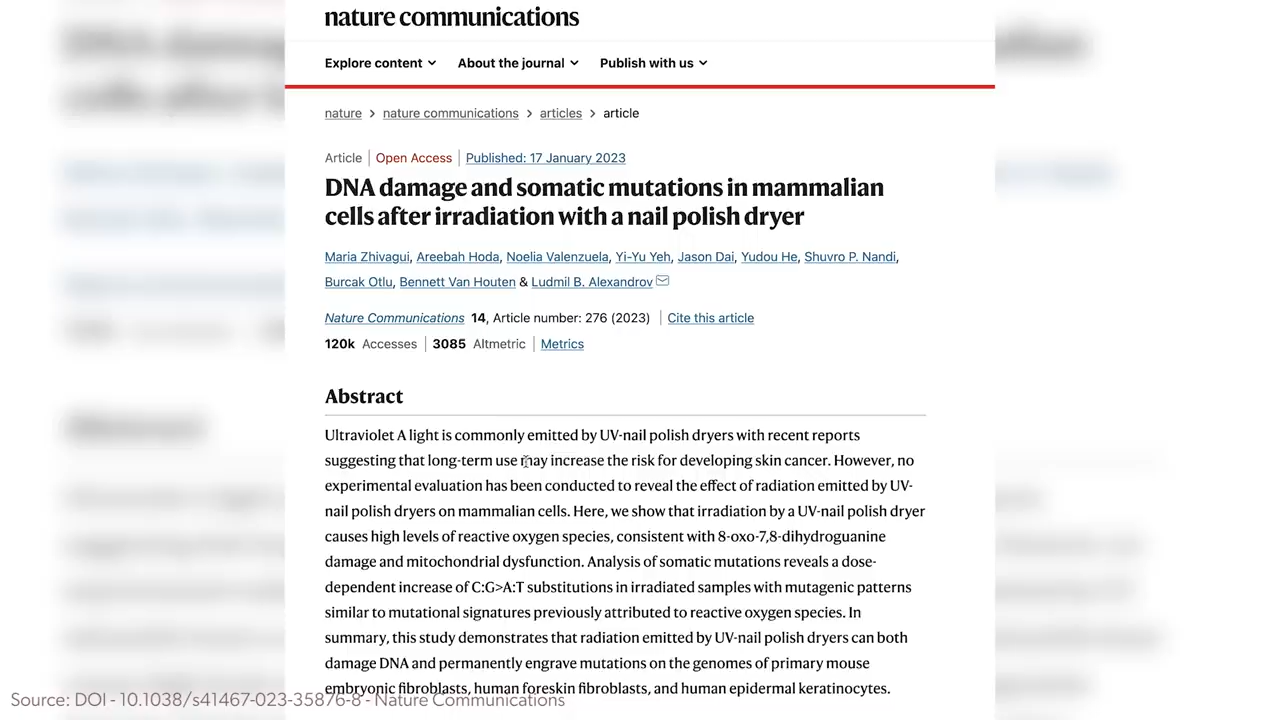 nature communications
Explore content About the journal Publish with us
nature > nature communications > articles > article
Article | Open Access | Published: 17 January 2023
DNA damage and somatic mutations in mammalian
cells after irradiation with a nail polish dryer
Maria Zhivagui, Areebah Hoda, Noelia Valenzuela, Yi-Yu Yeh, Jason Dai, Yudou He, Shuvro P. Nandi,
Burcak Otlu, Bennett Van Houten & Ludmil B. Alexandrov
Nature Communications 14, Article number: 276 (2023) | Cite this article
120k Accesses | 3085 Altmetric | Metrics
Abstract
Ultraviolet A light is commonly emitted by UV-nail polish dryers with recent reports
suggesting that long-term use may increase the risk for developing skin cancer. However, no
experimental evaluation has been conducted to reveal the effect of radiation emitted by UV-
nail polish dryers on mammalian cells. Here, we show that irradiation by a UV-nail polish dryer
causes high levels of reactive oxygen species, consistent with 8-oxo-7,8-dihydroguanine
damage and mitochondrial dysfunction. Analysis of somatic mutations reveals a dose-
dependent increase of C:G>A:T substitutions in irradiated samples with mutagenic patterns
similar to mutational signatures previously attributed to reactive oxygen species. In
summary, this study demonstrates that radiation emitted by UV-nail polish dryers can both
damage DNA and permanently engrave mutations on the genomes of primary mouse
embryonic fibroblasts, human foreskin fibroblasts, and human epidermal keratinocytes.
Source: DOI - 10.1038/s41467-023-35876-8 - Nature Communications